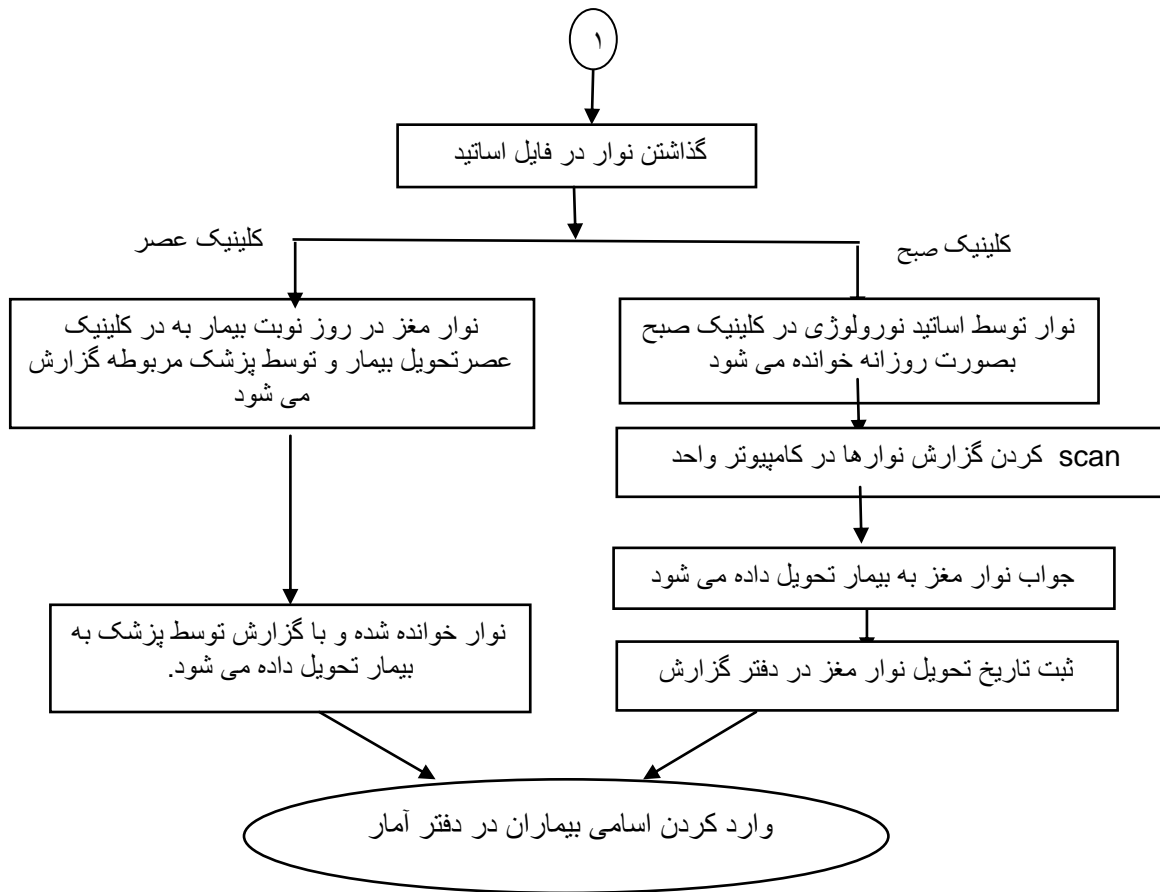 ۱
گذاشتن نوار در فایل اساتید
کلینیک صبح
کلینیک عصر
نوار توسط اساتید نورولوژی در کلینیک صبح
بصورت روزانه خوانده می شود
نوار مغز در روز نوبت بیمار به در کلینیک
عصرتحویل بیمار و توسط پزشک مربوطه گزارش
می شود
scan کردن گزارش نوارها در کامپیوتر واحد
جواب نوار مغز به بیمار تحویل داده می شود
نوار خوانده شده و با گزارش توسط پزشک به
بیمار تحویل داده می شود.
ثبت تاریخ تحویل نوار مغز در دفتر گزارش
وارد کردن اسامی بیماران در دفتر آمار